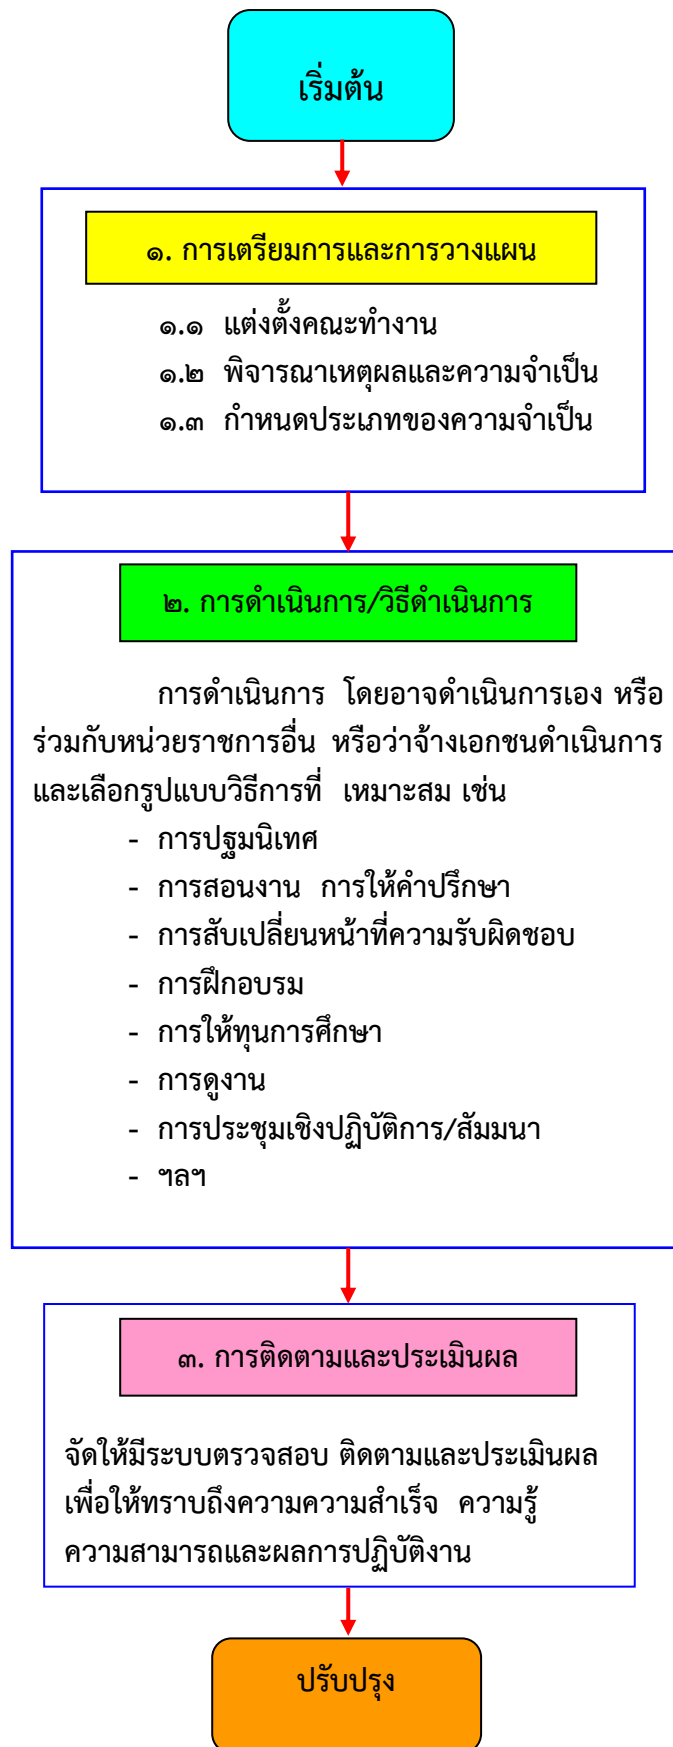 เริ่มต้น
๑. การเตรียมการและการวางแผน
๑.๑ แต่งตั้งคณะทำงาน
๑.๒ พิจารณาเหตุผลและความจำเป็น
๑.๓ กำหนดประเภทของความจำเป็น
๒. การดำเนินการ/วิธีดำเนินการ
การดำเนินการ โดยอาจดำเนินการเอง หรือ
ร่วมกับหน่วยราชการอื่น หรือว่าจ้างเอกชนดำเนินการ
และเลือกรูปแบบวิธีการที่ เหมาะสม เช่น
- การปฐมนิเทศ
- การสอนงาน การให้คำปรึกษา
- การสับเปลี่ยนหน้าที่ความรับผิดชอบ
- การฝึกอบรม
- การให้ทุนการศึกษา
- การดูงาน
- การประชุมเชิงปฏิบัติการ/สัมมนา
- ฯลฯ
๓. การติดตามและประเมินผล
จัดให้มีระบบตรวจสอบ ติดตามและประเมินผล
เพื่อให้ทราบถึงความความสำเร็จ ความรู้
ความสามารถและผลการปฏิบัติงาน
ปรับปรุง